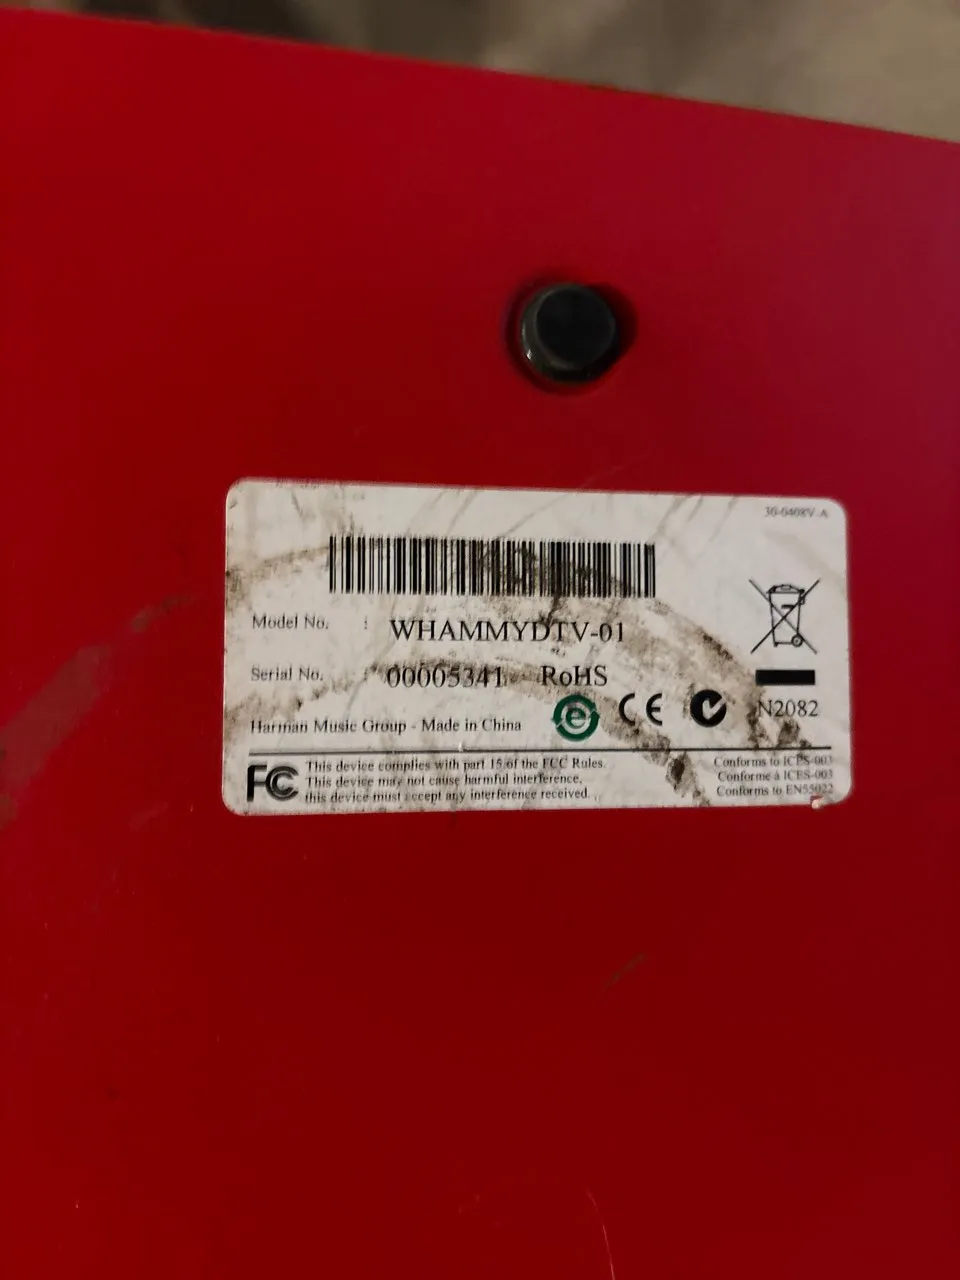 30-0408V-A
Model No. : WHAMMYDTV-01
Serial No. : 00005341 RoHS
e CE
N2082
Harman Music Group - Made in China
FC This device complies with part 15 of the FCC Rules.
This device may not cause harmful interference,
this device must accept any interference received.
Conforms to ICES-003
Conforme à ICES-003
Conforms to EN55022